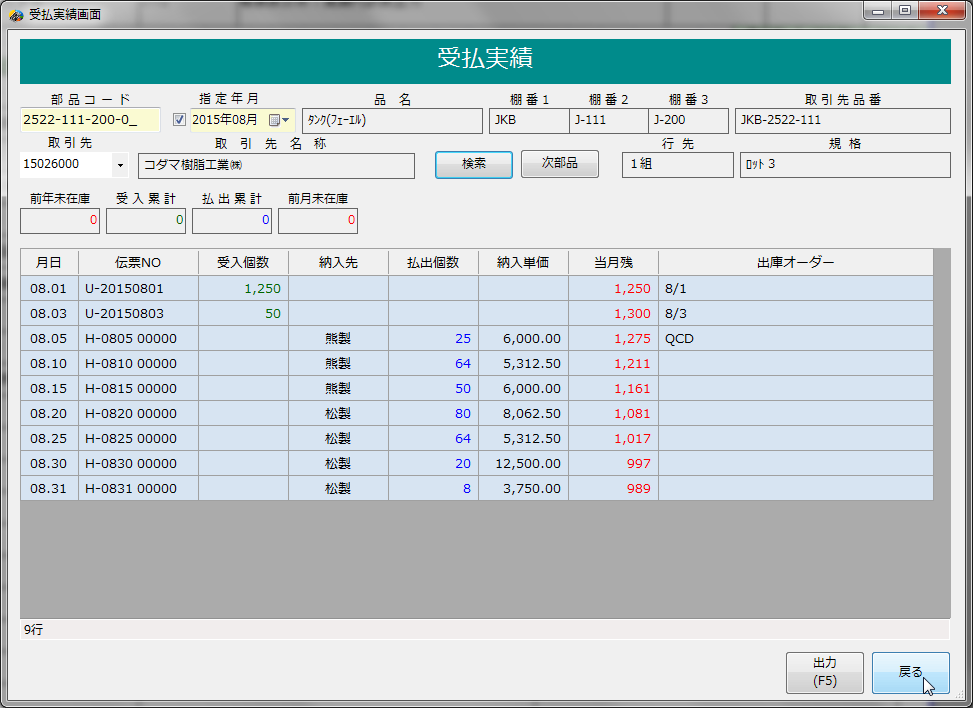 受払実績画面
受払実績
部品コード 指定年月 品 名 棚番1 棚番2 棚番3 取引先品番
2522-111-200-0_ 2015年08月 ﾀﾝｸ(ﾌｭｰｴﾙ) JKB J-111 J-200 JKB-2522-111
取引先 取 引 先 名 称 行先 規格
15026000 コダマ樹脂工業㈱ 検索 次部品 1組 ﾛｯﾄ 3
前年末在庫 受入累計 払出累計 前月末在庫
0 0 0 0
月日 伝票NO 受入個数 納入先 払出個数 納入単価 当月残 出庫オーダー
08.01 U-20150801 1,250 1,250 8/1
08.03 U-20150803 50 1,300 8/3
08.05 H-0805 00000 熊製 25 6,000.00 1,275 QCD
08.10 H-0810 00000 熊製 64 5,312.50 1,211
08.15 H-0815 00000 熊製 50 6,000.00 1,161
08.20 H-0820 00000 松製 80 8,062.50 1,081
08.25 H-0825 00000 松製 64 5,312.50 1,017
08.30 H-0830 00000 松製 20 12,500.00 997
08.31 H-0831 00000 松製 8 3,750.00 989
9行
出力
(F5)
戻る